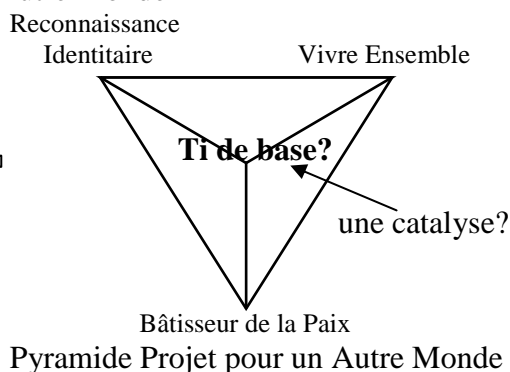 Reconnaissance
Identitaire Vivre Ensemble
Ti de base?
une catalyse?
Bâtisseur de la Paix
Pyramide Projet pour un Autre Monde